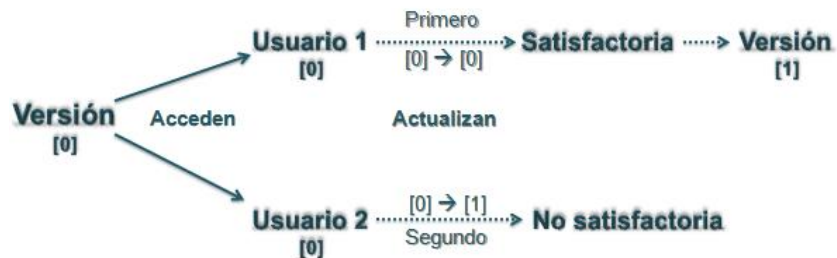 Primero
Usuario 1
[0] → [0]
Satisfactoria
Versión
[0]
[1]
Versión
[0]
Acceden
Actualizan
Usuario 2
[0]
[0] → [1]
Segundo
No satisfactoria